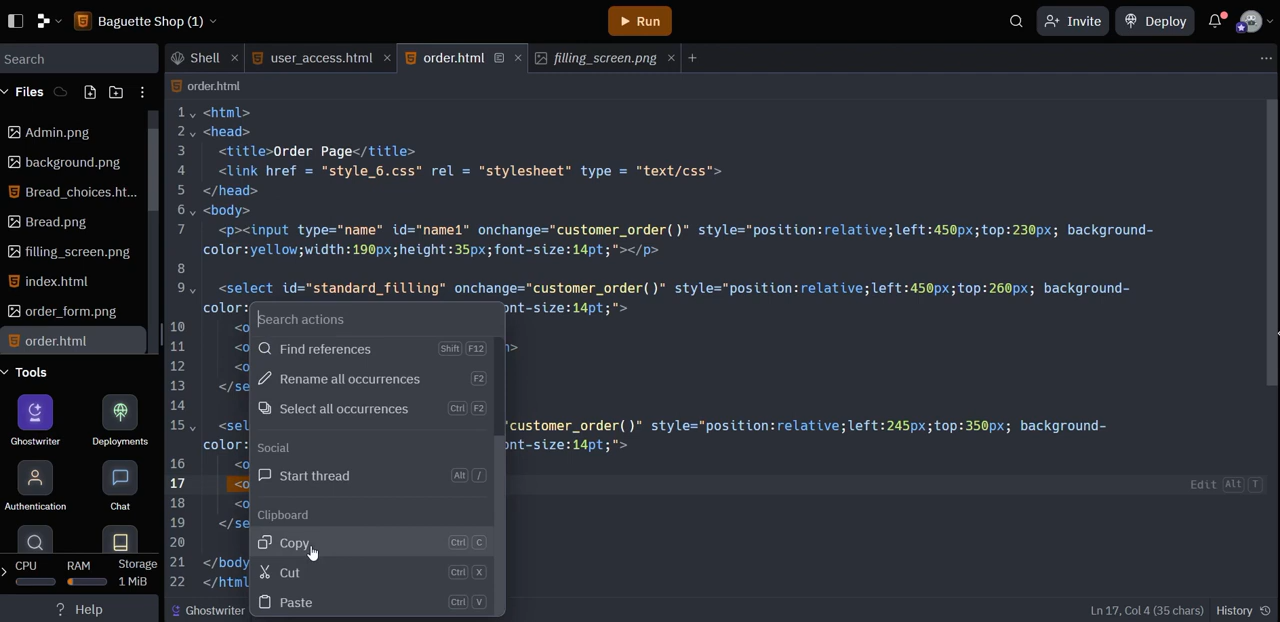 Baguette Shop (1)
Run
Invite
Deploy
Search
Shell
user_access.html
order.html
filling_screen.png
Files
order.html
Admin.png
background.png
Bread_choices.ht...
Bread.png
filling_screen.png
index.html
order_form.png
order.html
Tools
Ghostwriter
Deployments
Authentication
Chat
CPU
RAM
Storage
1 MiB
? Help
1 <html>
2 <head>
3 <title>Order Page</title>
4 <link href = "style_6.css" rel = "stylesheet" type = "text/css">
5 </head>
6 <body>
7 <p><input type="name" id="name1" onchange="customer_order()" style="position:relative;left:450px;top:230px; background-
color:yellow;width:190px;height:35px;font-size:14pt;"></p>
8
9 <select id="standard_filling" onchange="customer_order()" style="position:relative;left:450px;top:260px; background-
color: ont-size:14pt;">
10 <o
11 <o >
12 <o
13 </se
14
15 <sel "customer_order()" style="position:relative;left:245px;top:350px; background-
color: ont-size:14pt;">
16 <o
17 <o
18 <o
19 </se
20
21 </body
22 </html
Edit Alt T
Search actions
Find references Shift F12
Rename all occurrences F2
Select all occurrences Ctrl F2
Social
Start thread Alt /
Clipboard
Copy Ctrl C
Cut Ctrl X
Paste Ctrl V
Ghostwriter
Ln 17, Col 4 (35 chars)
History